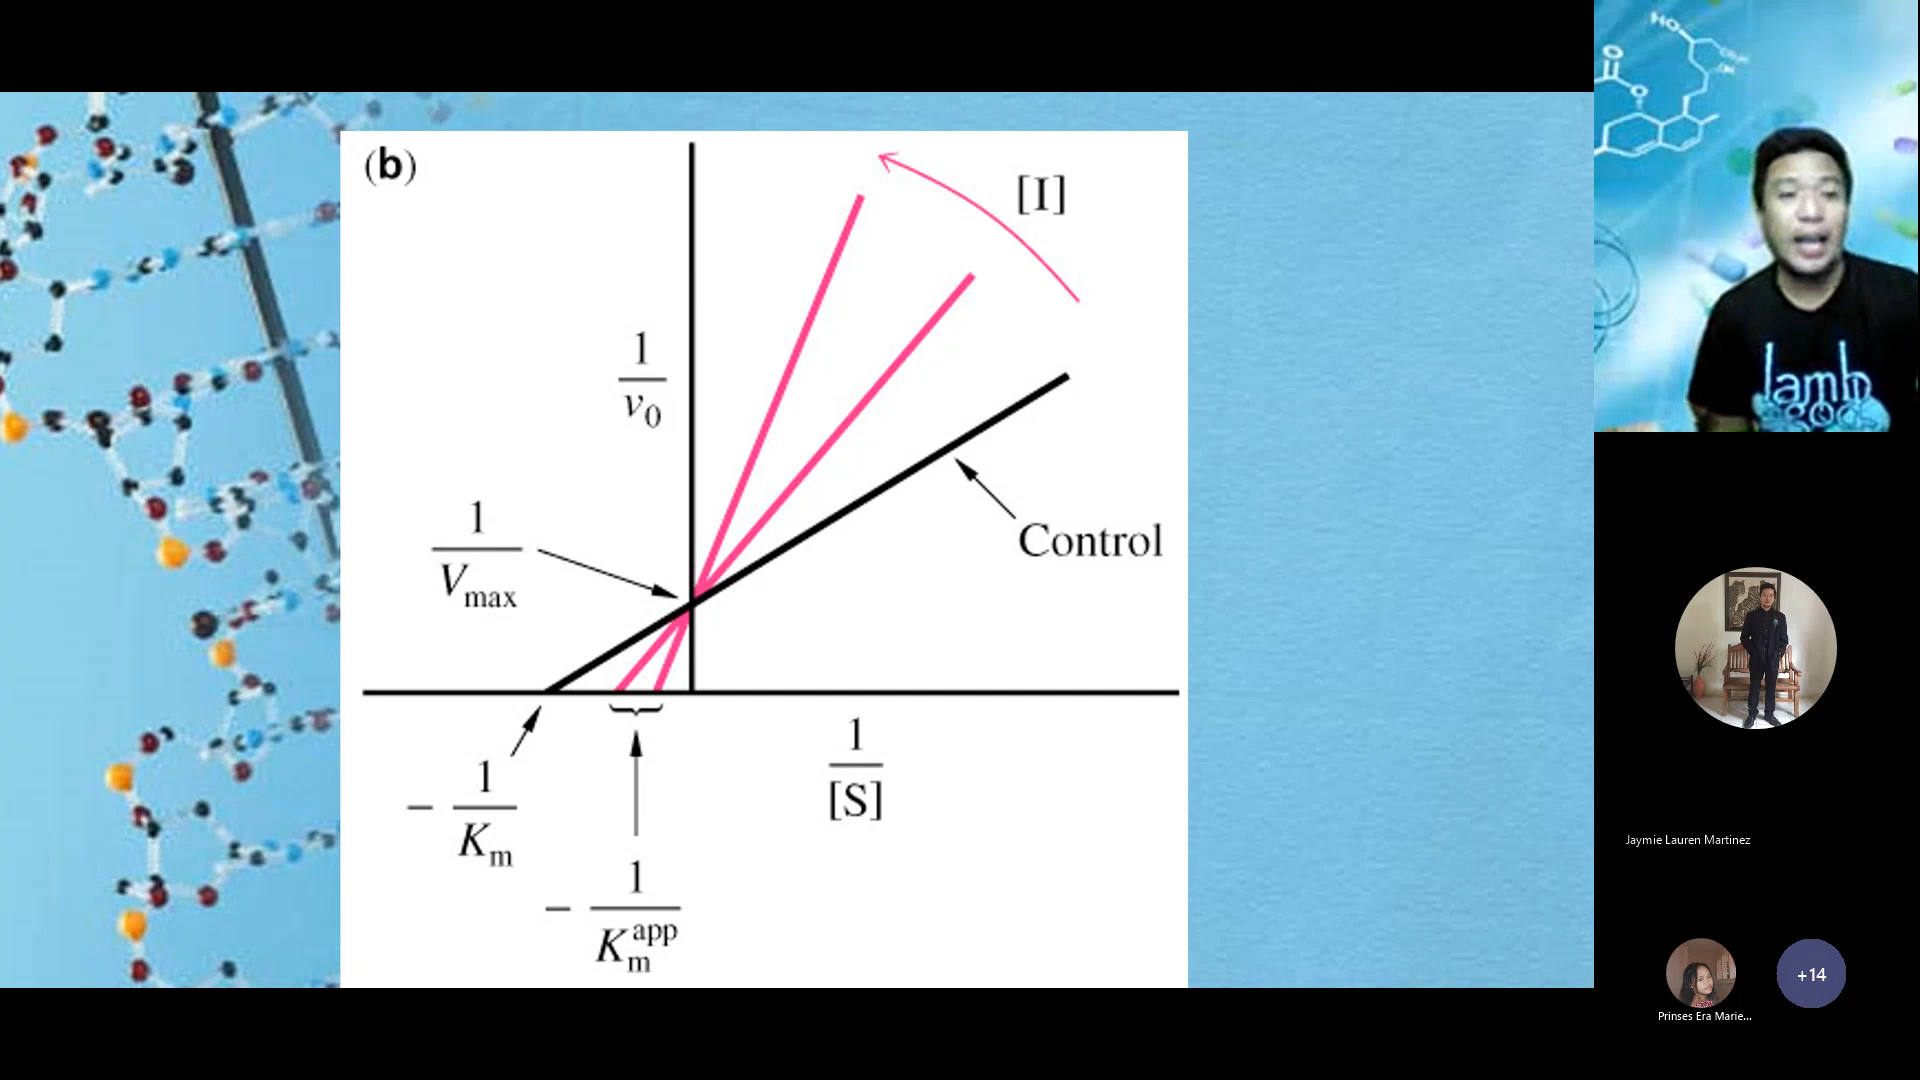 (b)
[I]
1
v0
1
Vmax
Control
1
[S]
− 1
Km
− 1
Km app
HO
O
O
lamb
Jaymie Lauren Martinez
+14
Prinses Era Marie...